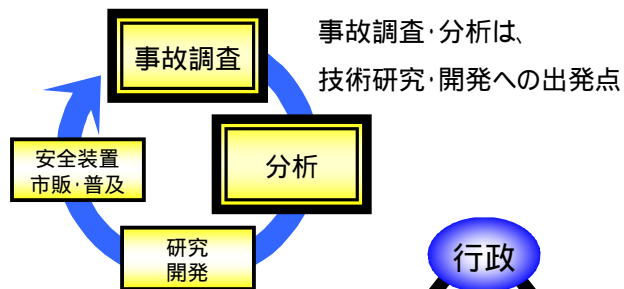 事故調査
事故調査･分析は、
技術研究･開発への出発点
分析
安全装置
市販･普及
研究
開発
行政